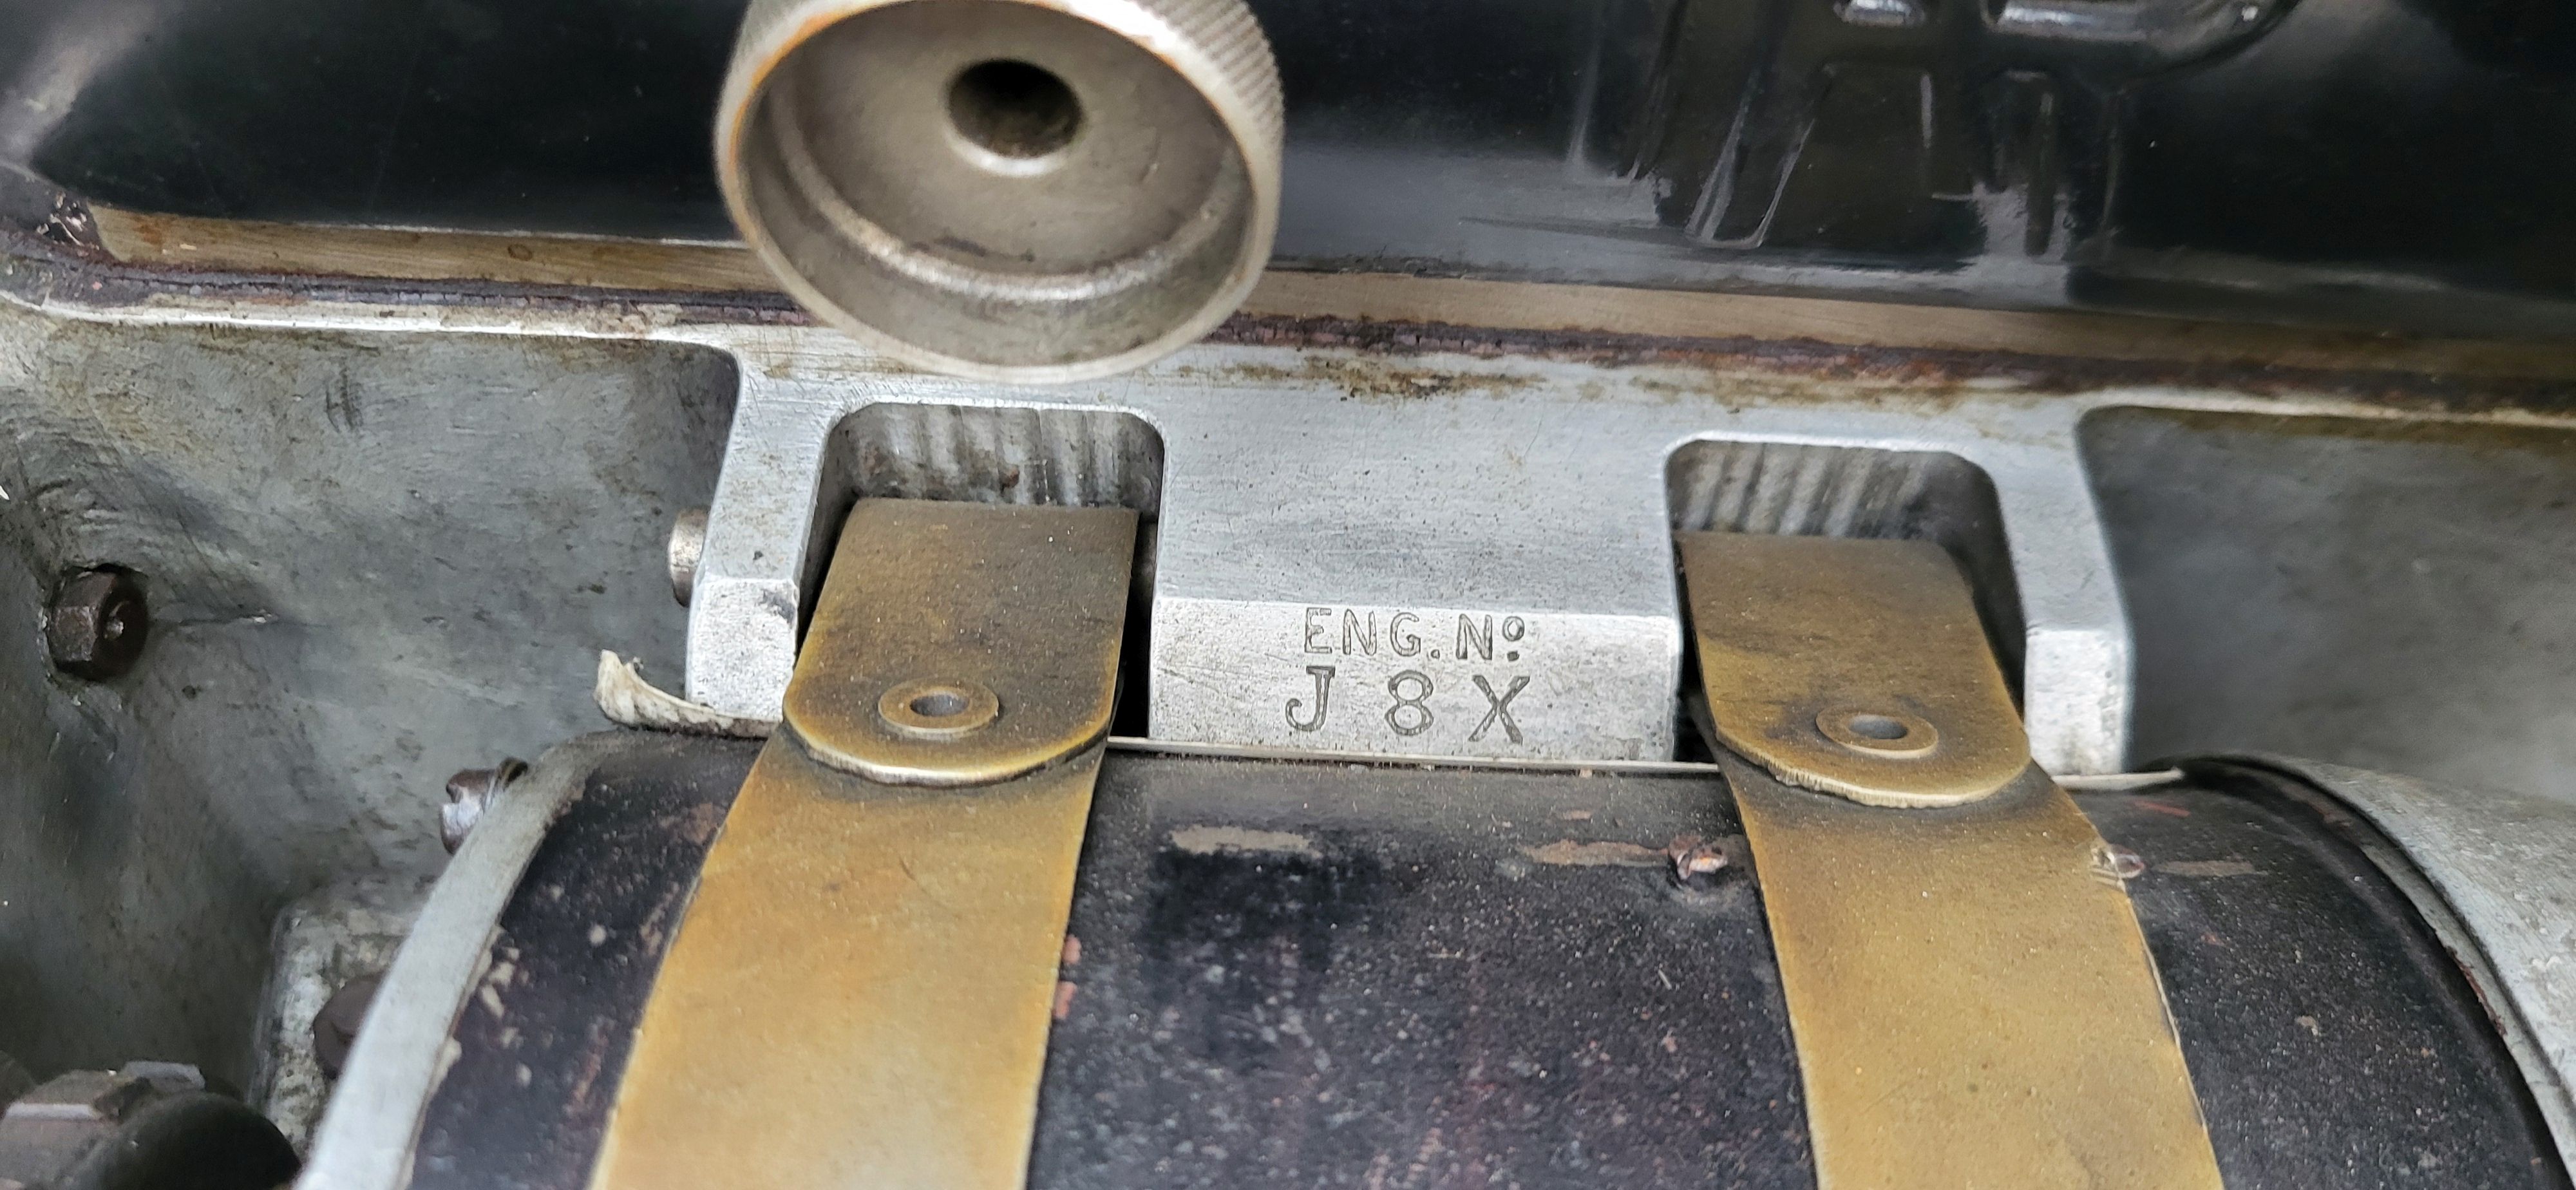 ENG. Nº
J 8 X